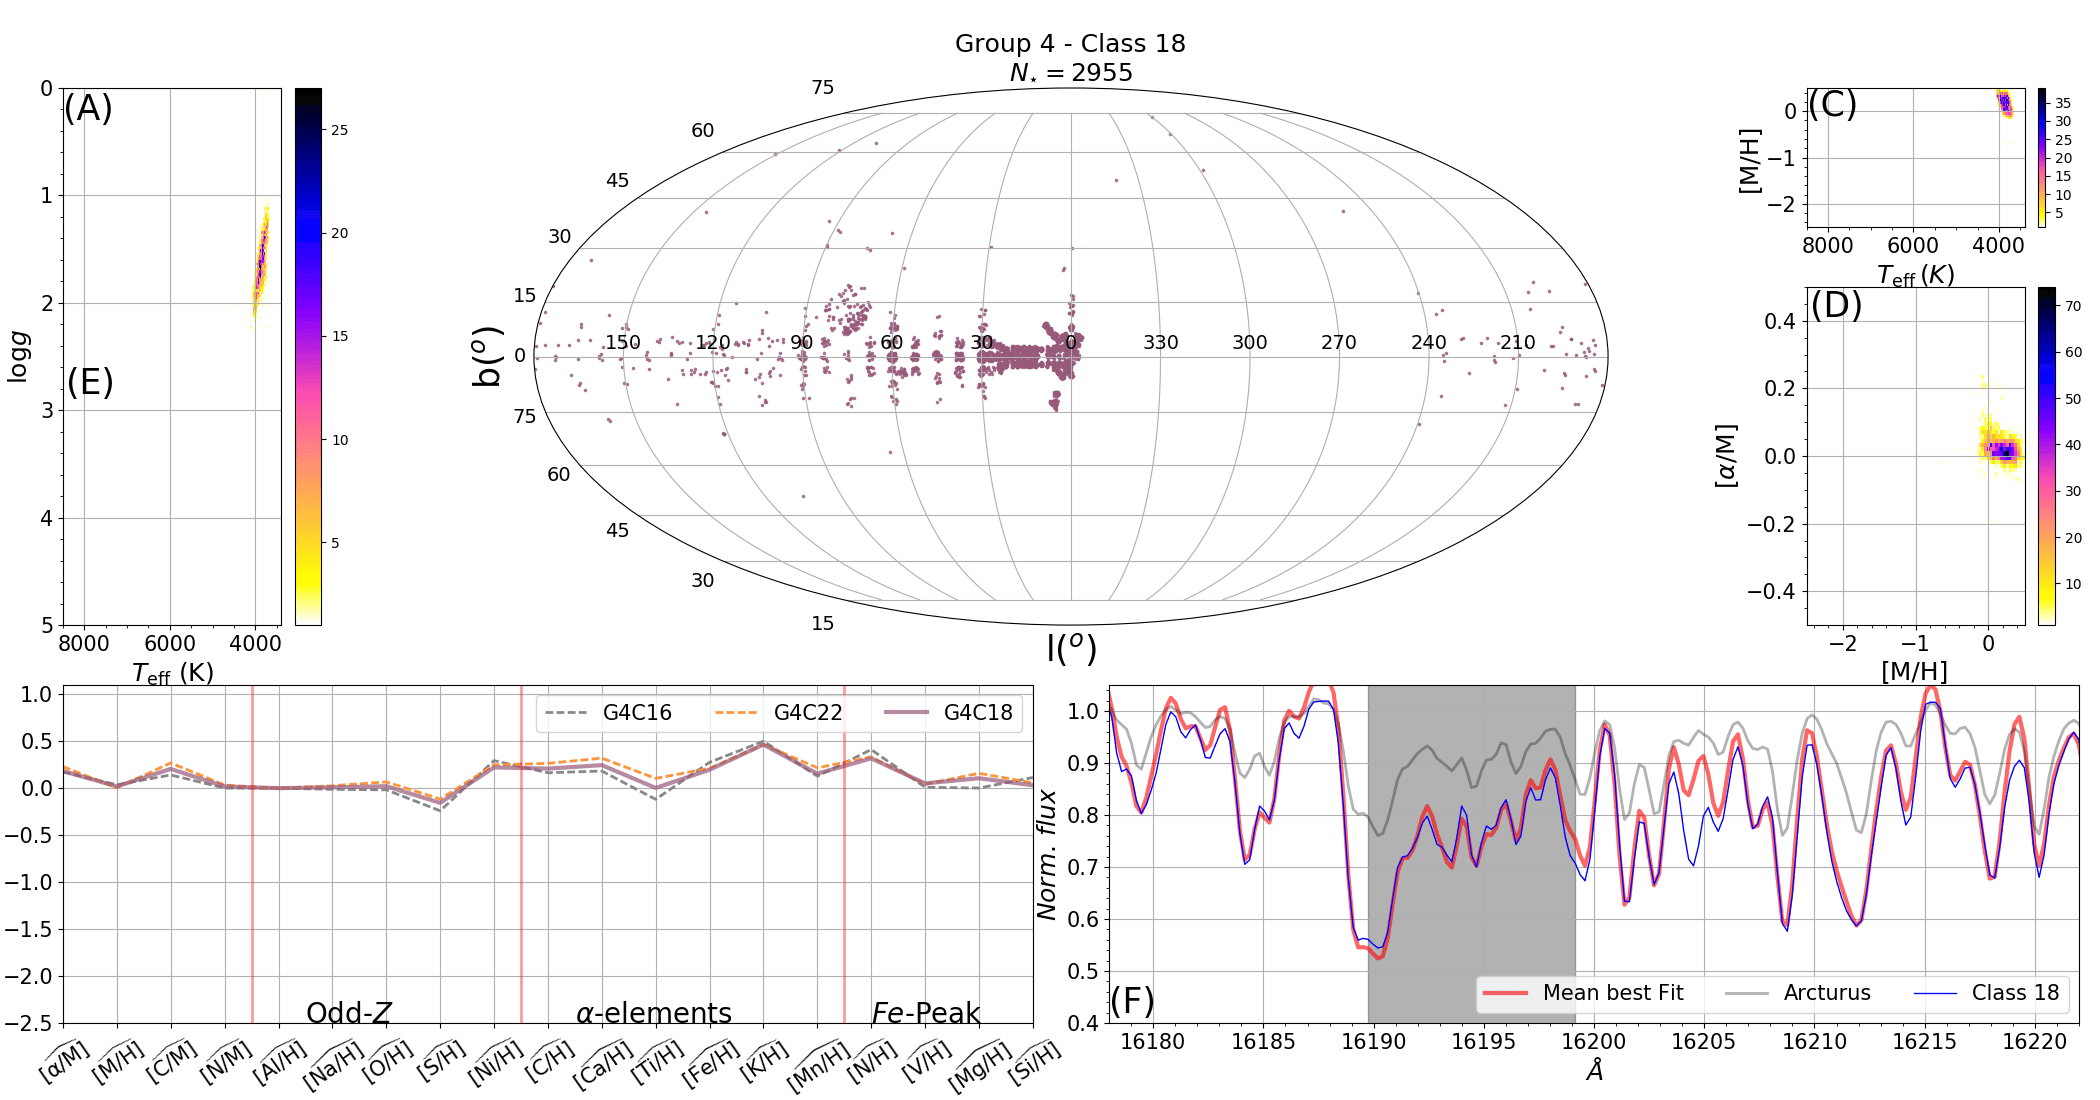 Group 4 - Class 18
N⋆ = 2955
(A)
0
1
2
3
4
5
log g
(E)
8000 6000 4000
Teff (K)
25
20
15
10
5
75
60
45
30
15
0
75
60
45
30
15
b(°)
150 120 90 60 30 0 330 300 270 240 210
l(°)
(C)
0
−1
−2
[M/H]
8000 6000 4000
Teff (K)
35
30
25
20
15
10
5
(D)
0.4
0.2
0.0
−0.2
−0.4
[α/M]
−2 −1 0
[M/H]
70
60
50
40
30
20
10
G4C16 G4C22 G4C18
1.0
0.5
0.0
−0.5
−1.0
−1.5
−2.0
−2.5
Odd-Z α-elements Fe-Peak
[α/M] [M/H] [C/M] [N/M] [Al/H] [Na/H] [O/H] [S/H] [Ni/H] [C/H] [Ca/H] [Ti/H] [Fe/H] [K/H] [Mn/H] [N/H] [V/H] [Mg/H] [Si/H]
1.0
0.9
0.8
0.7
0.6
0.5
0.4
Norm. flux
(F)
Mean best Fit Arcturus Class 18
16180 16185 16190 16195 16200 16205 16210 16215 16220
Å